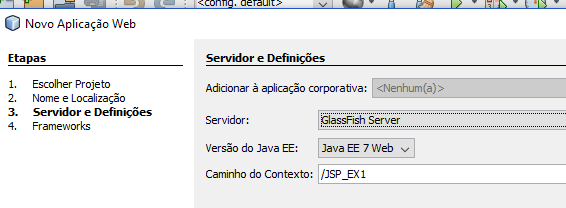 <config. default>
Novo Aplicação Web
Etapas
1. Escolher Projeto
2. Nome e Localização
3. Servidor e Definições
4. Frameworks
Servidor e Definições
Adicionar à aplicação corporativa: <Nenhum(a)>
Servidor: GlassFish Server
Versão do Java EE: Java EE 7 Web
Caminho do Contexto: /JSP_EX1